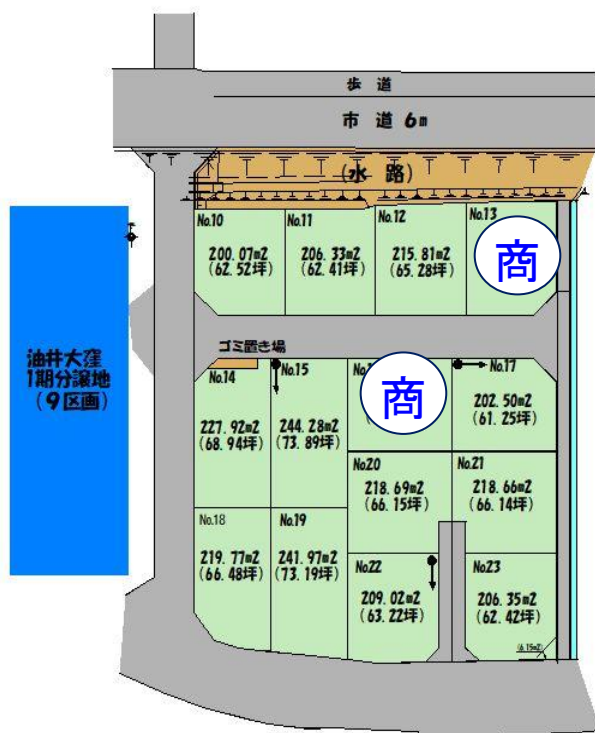 歩 道
市 道 6m
(水 路)
No.10
200.07m2
(62.52坪)
No.11
206.33m2
(62.41坪)
No.12
215.81m2
(65.28坪)
No.13
商
油井大窪
1期分譲地
(9区画)
ゴミ置き場
No.14
227.92m2
(68.94坪)
No.15
244.28m2
(73.89坪)
商
No.17
202.50m2
(61.25坪)
No.18
219.77m2
(66.48坪)
No.19
241.97m2
(73.19坪)
No.20
218.69m2
(66.15坪)
No.21
218.66m2
(66.14坪)
No.22
209.02m2
(63.22坪)
No.23
206.35m2
(62.42坪)
(6.15m2)